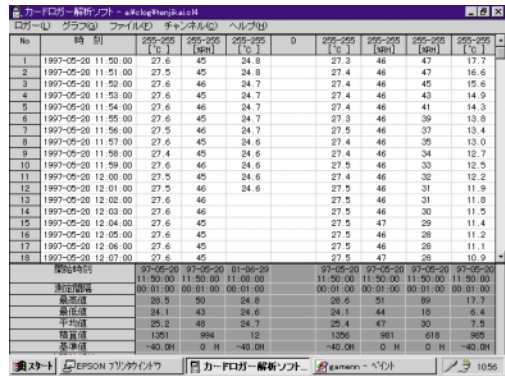 カードロガー解析ソフト - a:¥clog¥tenjikai.cl4
ロガー(L) グラフ(G) ファイル(F) チャンネル(C) ヘルプ(H)
No 時 刻 255-255 [℃] 255-255 [%RH] 255-255 [℃] 0 255-255 [℃] 255-255 [%RH] 255-255 [%RH] 255-255 [℃]
1 1997-05-20 11:50:00 27.6 45 24.8 27.3 46 47 17.7
2 1997-05-20 11:51:00 27.5 45 24.8 27.4 46 47 16.6
3 1997-05-20 11:52:00 27.6 46 24.7 27.4 46 45 15.6
4 1997-05-20 11:53:00 27.6 45 24.7 27.4 46 43 14.9
5 1997-05-20 11:54:00 27.6 46 24.7 27.4 46 41 14.3
6 1997-05-20 11:55:00 27.6 46 24.7 27.3 46 39 13.8
7 1997-05-20 11:56:00 27.5 46 24.7 27.5 46 37 13.4
8 1997-05-20 11:57:00 27.6 45 24.6 27.4 46 35 13.0
9 1997-05-20 11:58:00 27.4 45 24.6 27.4 46 34 12.7
10 1997-05-20 11:59:00 27.6 45 24.6 27.5 46 33 12.5
11 1997-05-20 12:00:00 27.5 45 24.6 27.4 46 32 12.2
12 1997-05-20 12:01:00 27.5 46 24.6 27.5 46 31 11.9
13 1997-05-20 12:02:00 27.6 46 27.5 46 31 11.8
14 1997-05-20 12:03:00 27.6 46 27.5 46 30 11.5
15 1997-05-20 12:04:00 27.6 45 27.5 47 29 11.4
16 1997-05-20 12:05:00 27.6 45 27.5 46 28 11.2
17 1997-05-20 12:06:00 27.6 45 27.5 46 28 11.1
18 1997-05-20 12:07:00 27.6 45 27.5 47 28 10.9
開始時刻 97-05-20 97-05-20 01-06-29 97-05-20 97-05-20 97-05-20 97-05-20
11:50:00 11:50:00 11:00:00 11:50:00 11:50:00 11:50:00 11:50:00
測定間隔 00:01:00 00:01:00 00:01:00 00:01:00 00:01:00 00:01:00 00:01:00
最高値 28.5 50 24.8 28.6 51 89 17.7
最低値 24.1 43 24.6 24.1 44 18 6.4
平均値 25.2 48 24.7 25.4 47 30 7.5
積算値 1351 994 12 1356 981 618 985
基準値 -40.0H 0 H -40.0H -40.0H 0 H 0 H -40.0H
スタート EPSON プリンタウインドウ カードロガー解析ソフト... gamenn - ペイント 10:56